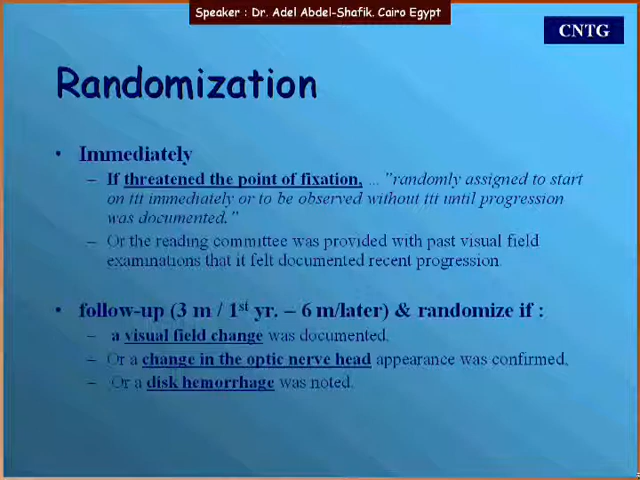 Speaker : Dr. Adel Abdel-Shafik. Cairo Egypt
CNTG
Randomization
• Immediately
– If threatened the point of fixation, ... "randomly assigned to start
on ttt immediately or to be observed without ttt until progression
was documented."
– Or the reading committee was provided with past visual field
examinations that it felt documented recent progression.
• follow-up (3 m / 1st yr. – 6 m/later) & randomize if :
– a visual field change was documented,
– Or a change in the optic nerve head appearance was confirmed,
– Or a disk hemorrhage was noted.